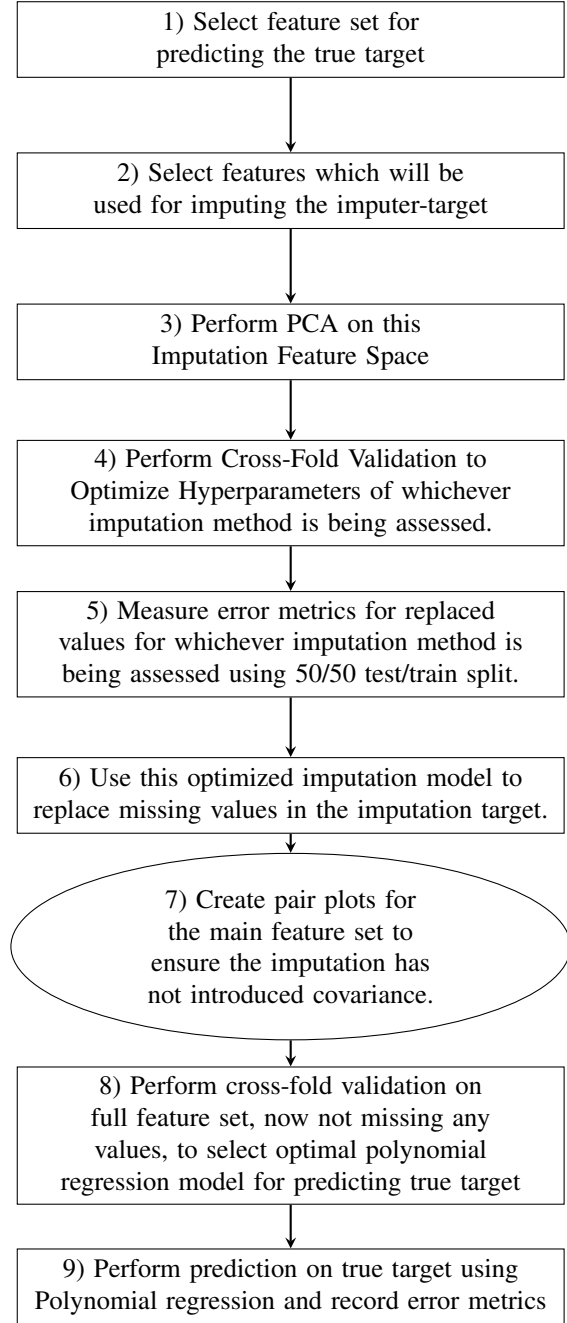 1) Select feature set for
predicting the true target
2) Select features which will be
used for imputing the imputer-target
3) Perform PCA on this
Imputation Feature Space
4) Perform Cross-Fold Validation to
Optimize Hyperparameters of whichever
imputation method is being assessed.
5) Measure error metrics for replaced
values for whichever imputation method is
being assessed using 50/50 test/train split.
6) Use this optimized imputation model to
replace missing values in the imputation target.
7) Create pair plots for
the main feature set to
ensure the imputation has
not introduced covariance.
8) Perform cross-fold validation on
full feature set, now not missing any
values, to select optimal polynomial
regression model for predicting true target
9) Perform prediction on true target using
Polynomial regression and record error metrics